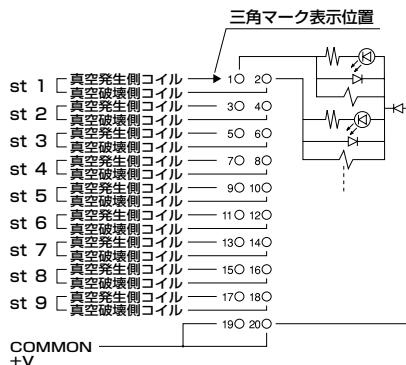 三角マーク表示位置
st 1 真空発生側コイル 1 2
真空破壊側コイル
st 2 真空発生側コイル 3 4
真空破壊側コイル
st 3 真空発生側コイル 5 6
真空破壊側コイル
st 4 真空発生側コイル 7 8
真空破壊側コイル
st 5 真空発生側コイル 9 10
真空破壊側コイル
st 6 真空発生側コイル 11 12
真空破壊側コイル
st 7 真空発生側コイル 13 14
真空破壊側コイル
st 8 真空発生側コイル 15 16
真空破壊側コイル
st 9 真空発生側コイル 17 18
真空破壊側コイル
19 20
COMMON
+V